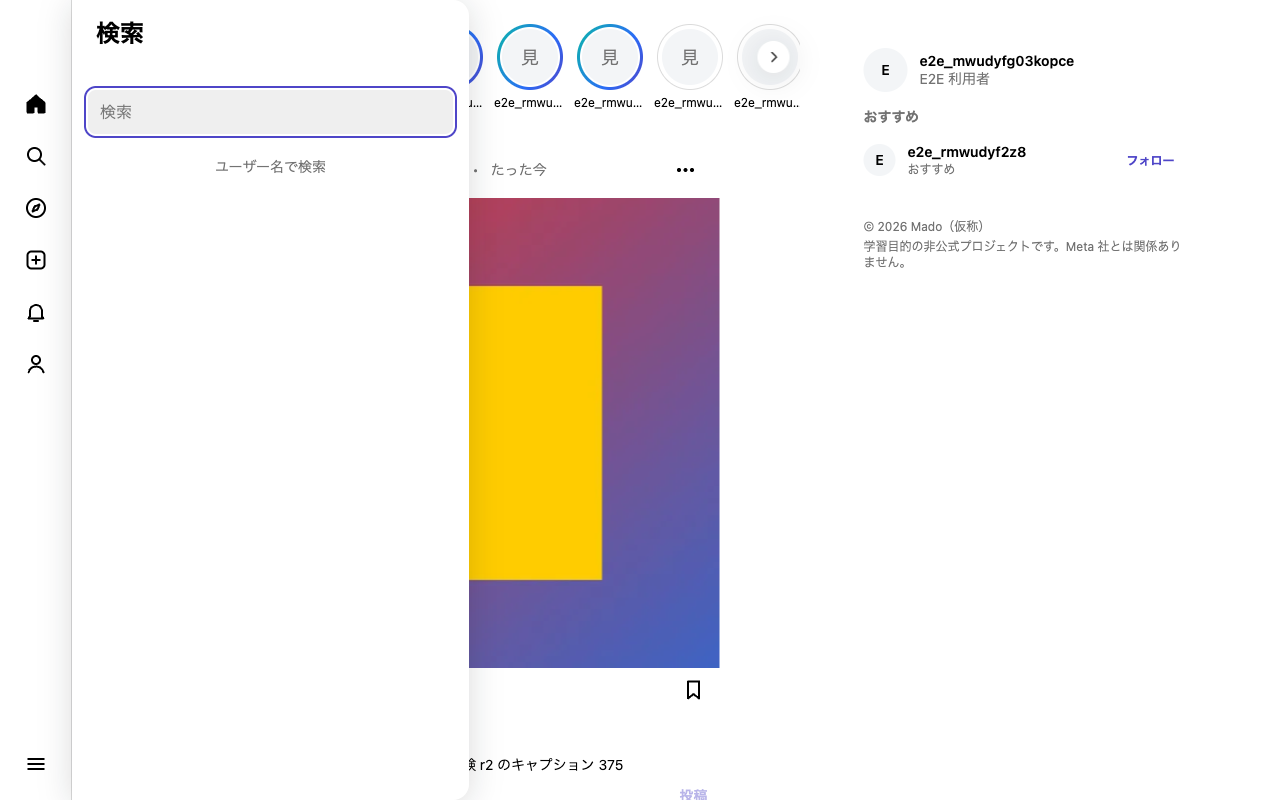 検索
検索
ユーザー名で検索
見
見
見
e2e_rmwu...
e2e_rmwu...
e2e_rmwu...
e2e_rmwu...
• たった今
r2 のキャプション 375
投稿
E
e2e_mwudyfg03kopce
E2E 利用者
おすすめ
E
e2e_rmwudyf2z8
おすすめ
フォロー
© 2026 Mado（仮称）
学習目的の非公式プロジェクトです。Meta 社とは関係あり
ません。